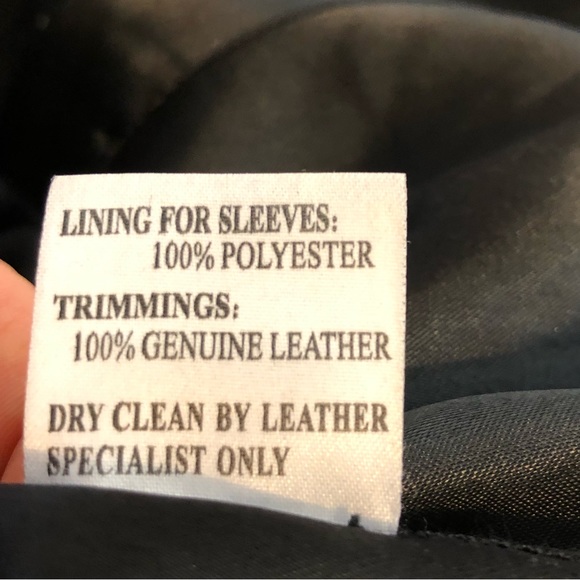 LINING FOR SLEEVES:
100% POLYESTER
TRIMMINGS:
100% GENUINE LEATHER
DRY CLEAN BY LEATHER
SPECIALIST ONLY